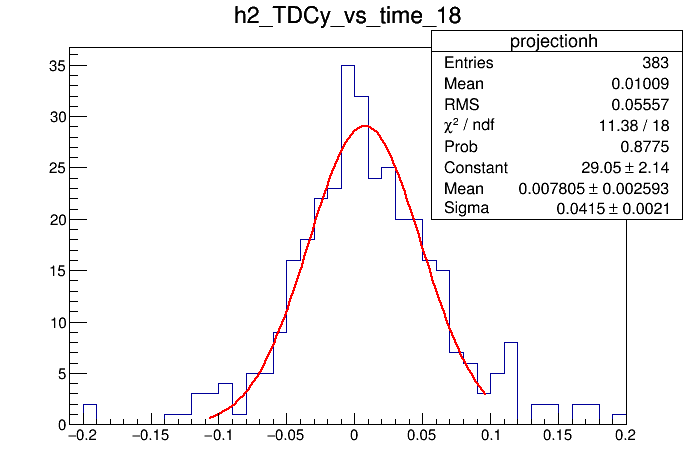 h2_TDCy_vs_time_18
projectionh
Entries 383
Mean 0.01009
RMS 0.05557
χ² / ndf 11.38 / 18
Prob 0.8775
Constant 29.05 ± 2.14
Mean 0.007805 ± 0.002593
Sigma 0.0415 ± 0.0021
35
30
25
20
15
10
5
0
-0.2 -0.15 -0.1 -0.05 0 0.05 0.1 0.15 0.2